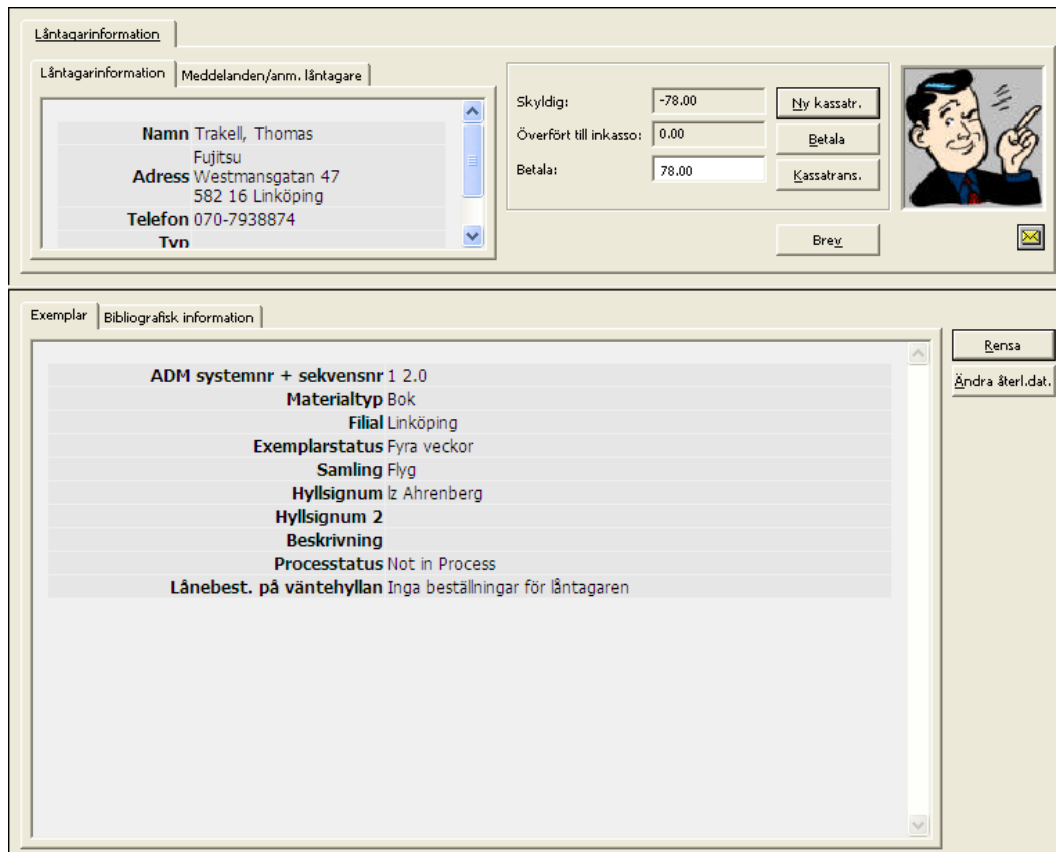 Låntagarinformation
Låntagarinformation Meddelanden/anm. låntagare
Namn Trakell, Thomas
Fujitsu
Adress Westmansgatan 47
582 16 Linköping
Telefon 070-7938874
Typ
Skyldig: -78.00 Ny kassatr.
Överfört till inkasso: 0.00 Betala
Betala: 78.00 Kassatrans.
Brev
Exemplar Bibliografisk information
ADM systemnr + sekvensnr 1 2.0
Materialtyp Bok
Filial Linköping
Exemplarstatus Fyra veckor
Samling Flyg
Hyllsignum lz Ahrenberg
Hyllsignum 2
Beskrivning
Processtatus Not in Process
Lånebest. på väntehyllan Inga beställningar för låntagaren
Rensa
Ändra återl.dat.